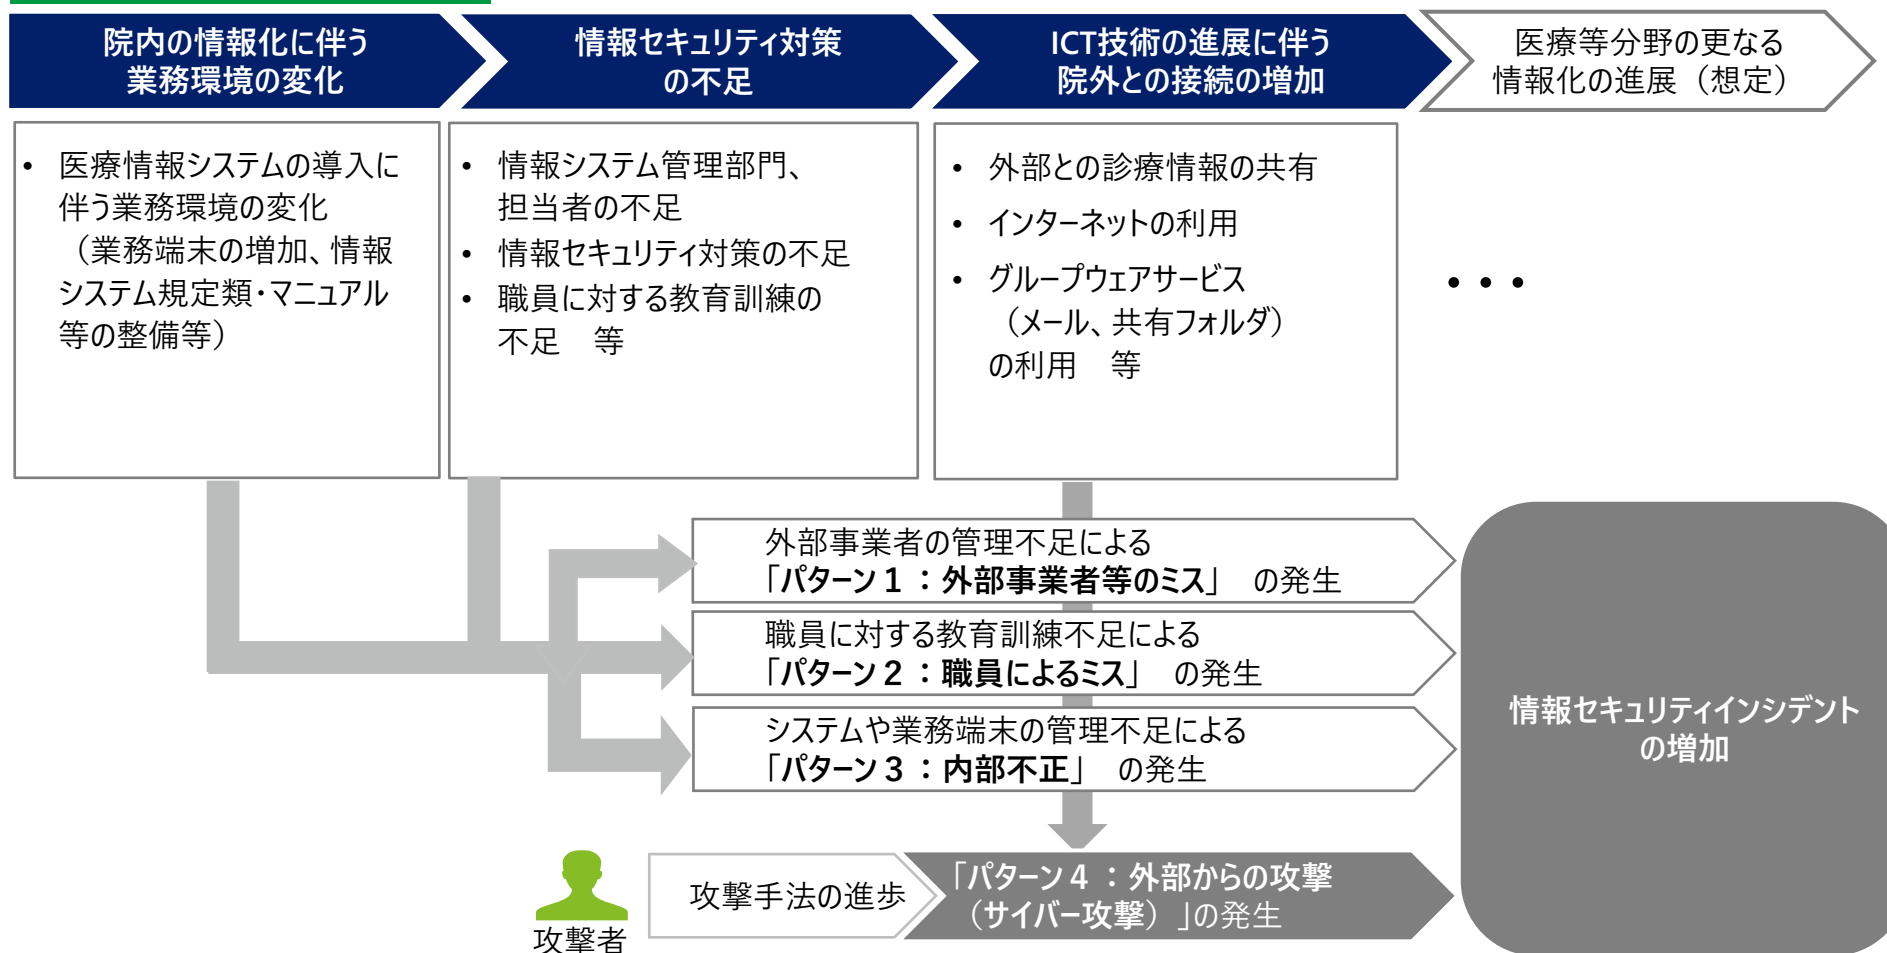 院内の情報化に伴う
業務環境の変化
情報セキュリティ対策
の不足
ICT技術の進展に伴う
院外との接続の増加
医療等分野の更なる
情報化の進展（想定）
• 医療情報システムの導入に
伴う業務環境の変化
（業務端末の増加、情報
システム規定類・マニュアル
等の整備等）
• 情報システム管理部門、
担当者の不足
• 情報セキュリティ対策の不足
• 職員に対する教育訓練の
不足　等
• 外部との診療情報の共有
• インターネットの利用
• グループウェアサービス
（メール、共有フォルダ）
の利用　等
・・・
外部事業者の管理不足による
「パターン１：外部事業者等のミス」　の発生
職員に対する教育訓練不足による
「パターン２：職員によるミス」　の発生
システムや業務端末の管理不足による
「パターン３：内部不正」　の発生
攻撃者
攻撃手法の進歩
「パターン４：外部からの攻撃
（サイバー攻撃）」の発生
情報セキュリティインシデント
の増加